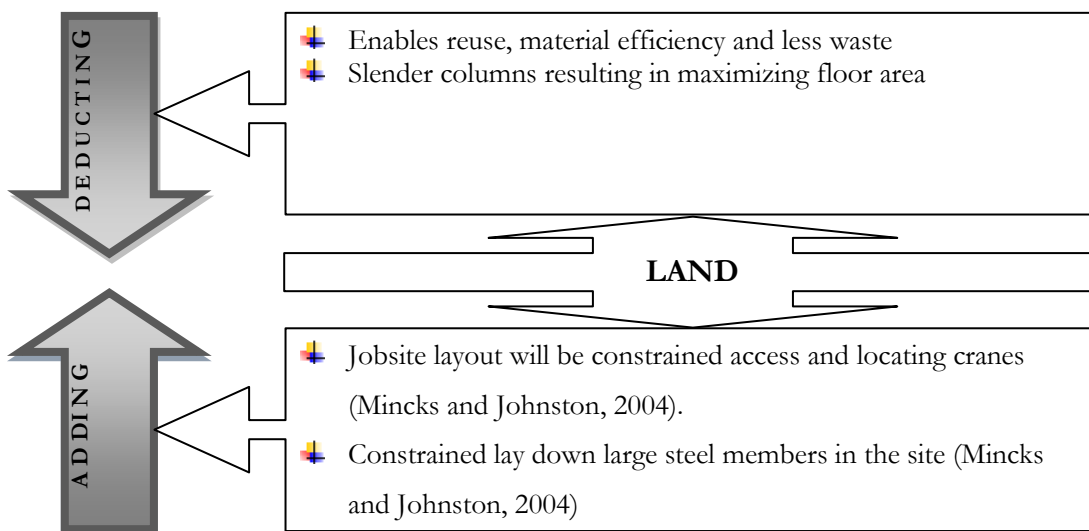 DEDUCTING
Enables reuse, material efficiency and less waste
Slender columns resulting in maximizing floor area
LAND
ADDING
Jobsite layout will be constrained access and locating cranes
(Mincks and Johnston, 2004).
Constrained lay down large steel members in the site (Mincks
and Johnston, 2004)